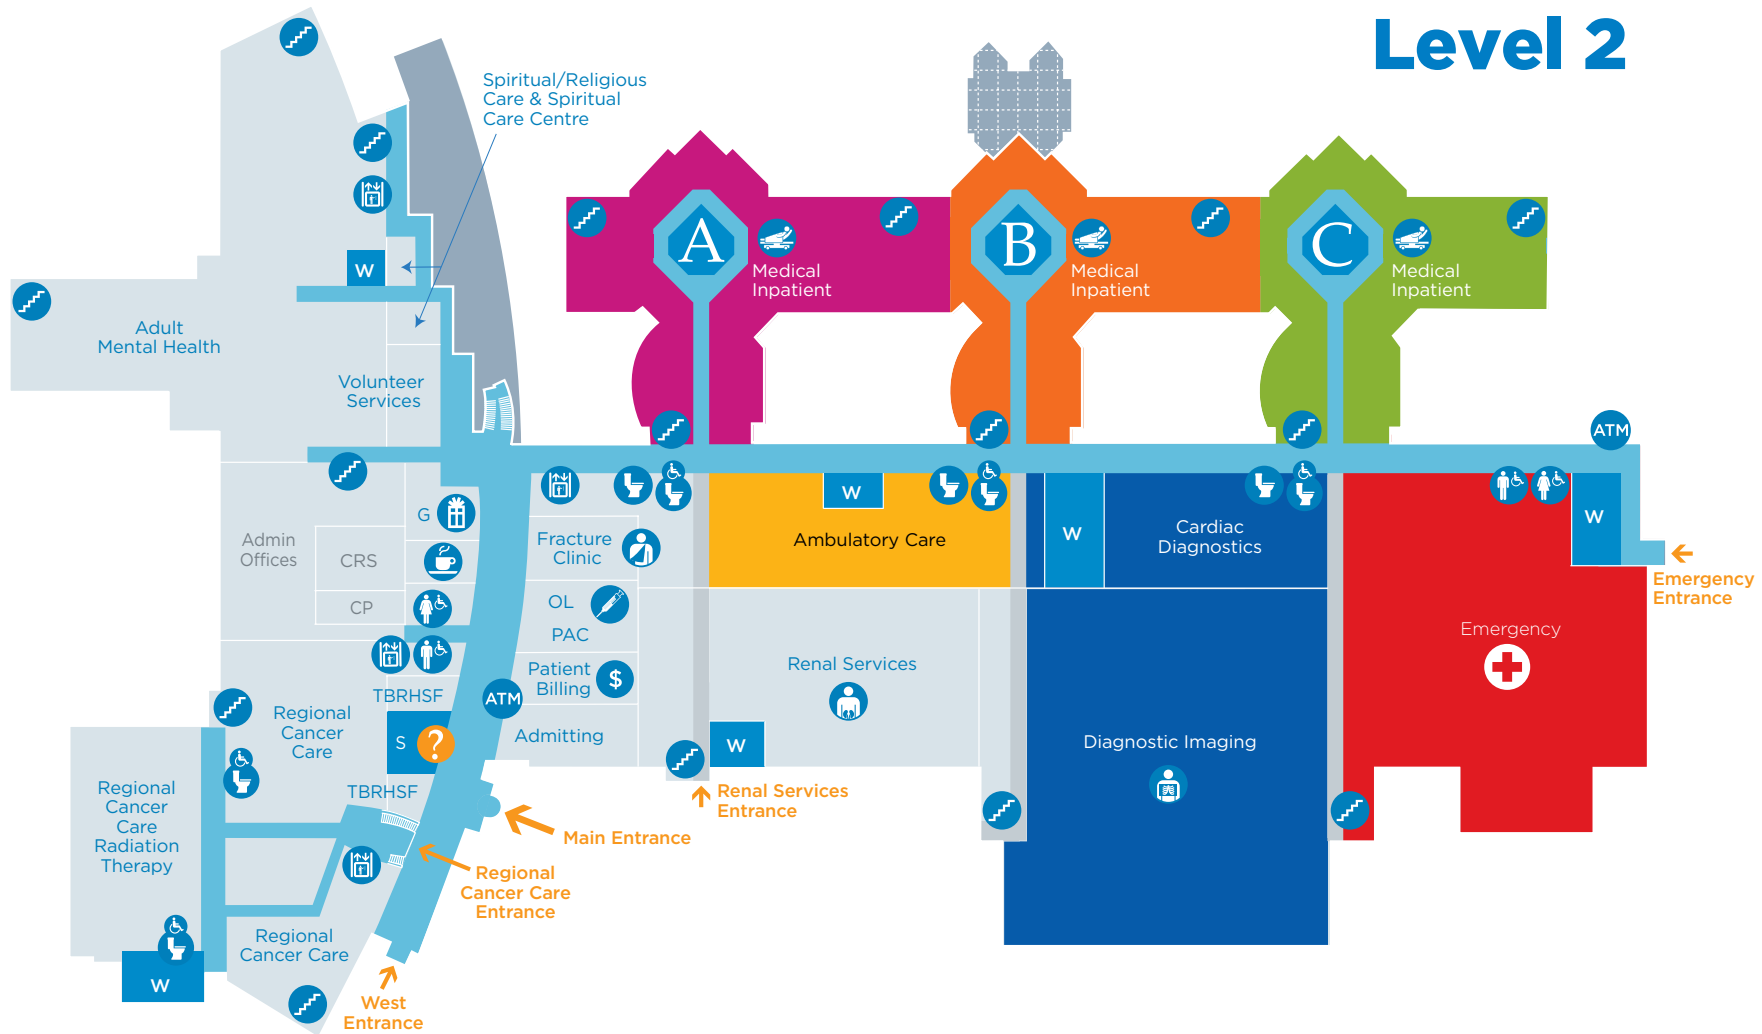 Level 2
Spiritual/Religious
Care & Spiritual
Care Centre
A
B
C
Medical
Inpatient
Medical
Inpatient
Medical
Inpatient
W
Adult
Mental Health
Volunteer
Services
ATM
G
W
W
W
Admin
Offices
CRS
CP
Fracture
Clinic
OL
PAC
Ambulatory Care
Cardiac
Diagnostics
Emergency
Entrance
Emergency
Patient
Billing
$
Renal Services
TBRHSF
ATM
Regional
Cancer
Care
S
?
Admitting
W
Diagnostic Imaging
TBRHSF
Renal Services
Entrance
Regional
Cancer
Care
Radiation
Therapy
Main Entrance
Regional
Cancer Care
Entrance
Regional
Cancer Care
W
West
Entrance